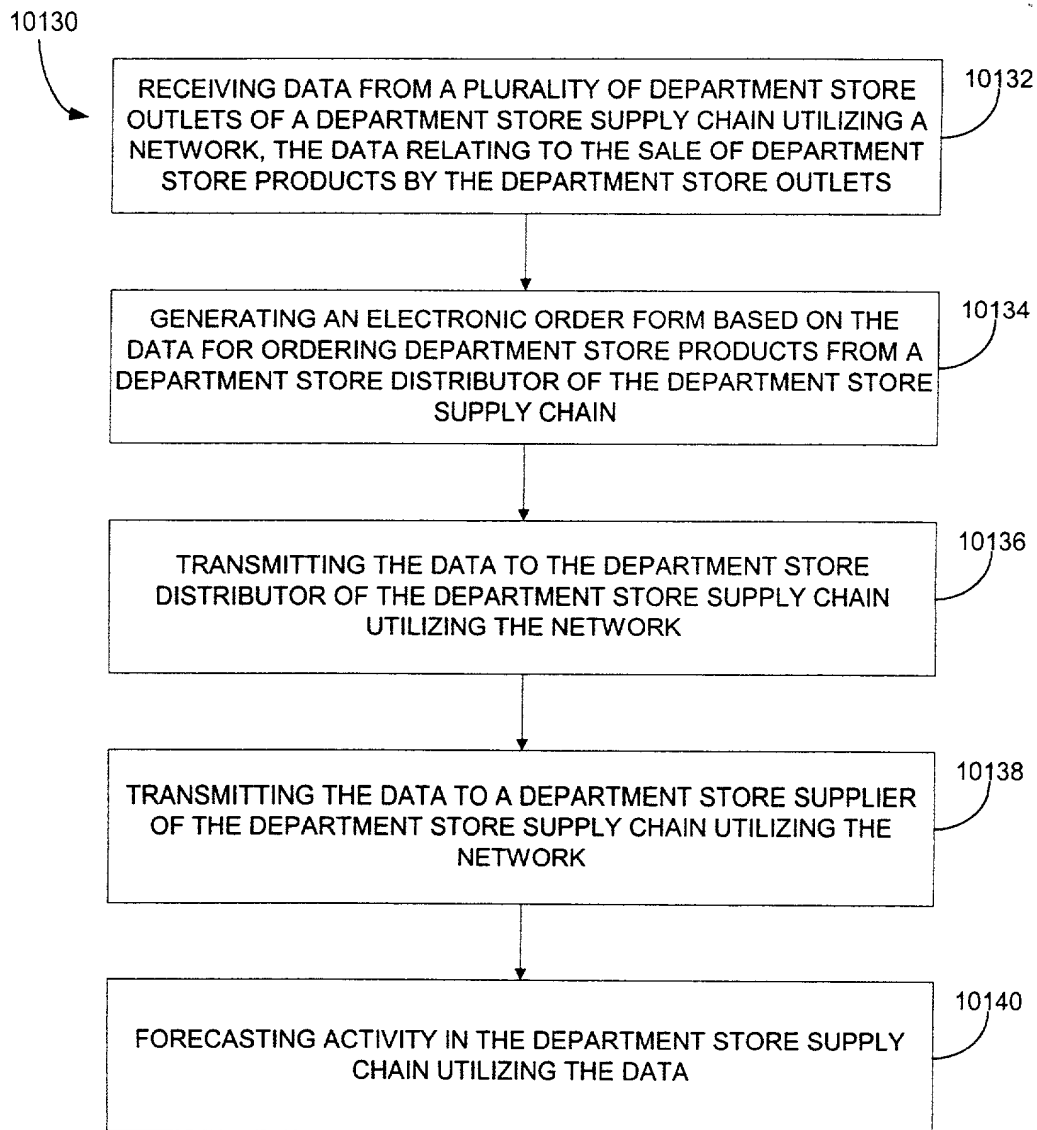 10130
RECEIVING DATA FROM A PLURALITY OF DEPARTMENT STORE
OUTLETS OF A DEPARTMENT STORE SUPPLY CHAIN UTILIZING A
NETWORK, THE DATA RELATING TO THE SALE OF DEPARTMENT
STORE PRODUCTS BY THE DEPARTMENT STORE OUTLETS
10132
GENERATING AN ELECTRONIC ORDER FORM BASED ON THE
DATA FOR ORDERING DEPARTMENT STORE PRODUCTS FROM A
DEPARTMENT STORE DISTRIBUTOR OF THE DEPARTMENT STORE
SUPPLY CHAIN
10134
TRANSMITTING THE DATA TO THE DEPARTMENT STORE
DISTRIBUTOR OF THE DEPARTMENT STORE SUPPLY CHAIN
UTILIZING THE NETWORK
10136
TRANSMITTING THE DATA TO A DEPARTMENT STORE SUPPLIER
OF THE DEPARTMENT STORE SUPPLY CHAIN UTILIZING THE
NETWORK
10138
FORECASTING ACTIVITY IN THE DEPARTMENT STORE SUPPLY
CHAIN UTILIZING THE DATA
10140